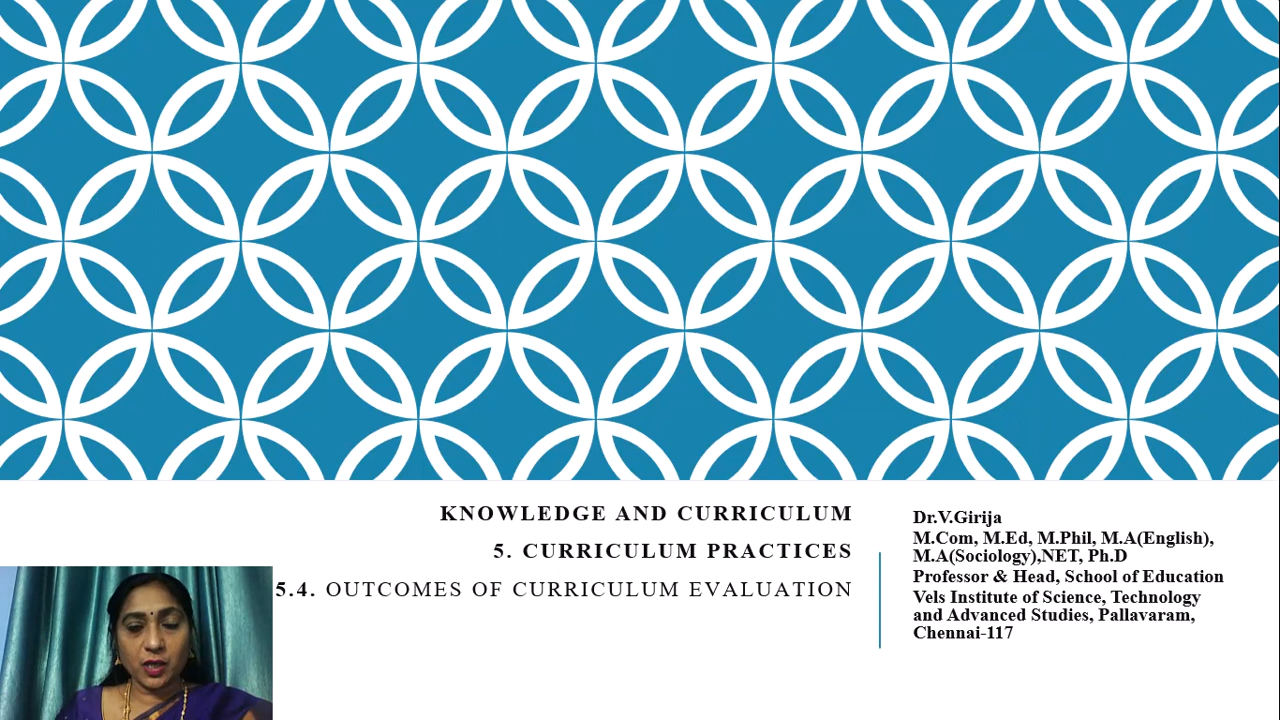 KNOWLEDGE AND CURRICULUM
5. CURRICULUM PRACTICES
5.4. OUTCOMES OF CURRICULUM EVALUATION
Dr.V.Girija
M.Com, M.Ed, M.Phil, M.A(English),
M.A(Sociology),NET, Ph.D
Professor & Head, School of Education
Vels Institute of Science, Technology
and Advanced Studies, Pallavaram,
Chennai-117